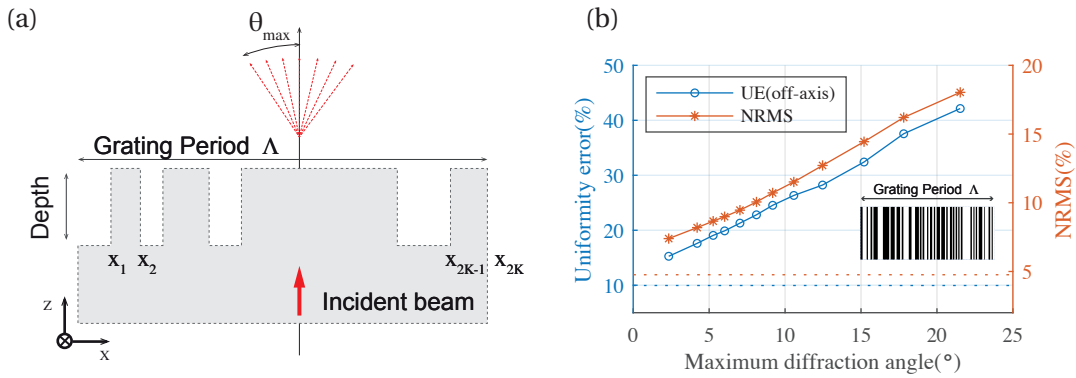 (a)
θmax
Grating Period Λ
Depth
x1 x2 x2K-1 x2K
Incident beam
z
x
(b)
50
40
30
20
10
Uniformity error(%)
UE(off-axis)
NRMS
Grating Period Λ
20
15
10
5
0
NRMS(%)
0 5 10 15 20 25
Maximum diffraction angle(°)